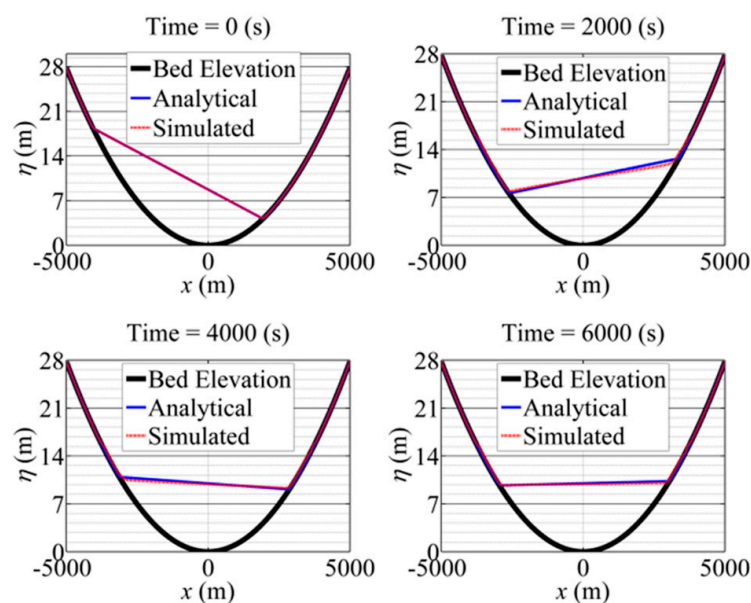 Time = 0 (s)
28
21
14
7
0
η (m)
Bed Elevation
Analytical
Simulated
-5000 0 5000
x (m)
Time = 2000 (s)
28
21
14
7
0
η (m)
Bed Elevation
Analytical
Simulated
-5000 0 5000
x (m)
Time = 4000 (s)
28
21
14
7
0
η (m)
Bed Elevation
Analytical
Simulated
-5000 0 5000
x (m)
Time = 6000 (s)
28
21
14
7
0
η (m)
Bed Elevation
Analytical
Simulated
-5000 0 5000
x (m)